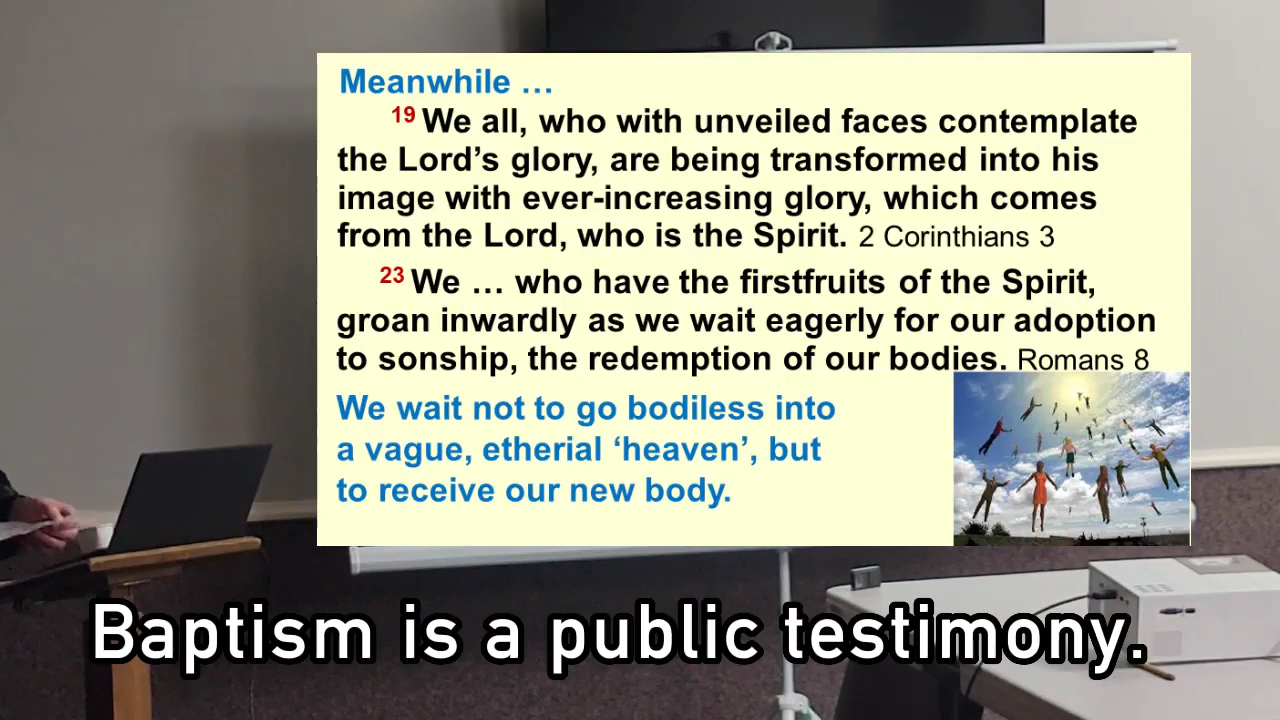 Meanwhile …
19 We all, who with unveiled faces contemplate
the Lord's glory, are being transformed into his
image with ever-increasing glory, which comes
from the Lord, who is the Spirit. 2 Corinthians 3
23 We … who have the firstfruits of the Spirit,
groan inwardly as we wait eagerly for our adoption
to sonship, the redemption of our bodies. Romans 8
We wait not to go bodiless into
a vague, etherial ‘heaven’, but
to receive our new body.
Baptism is a public testimony.